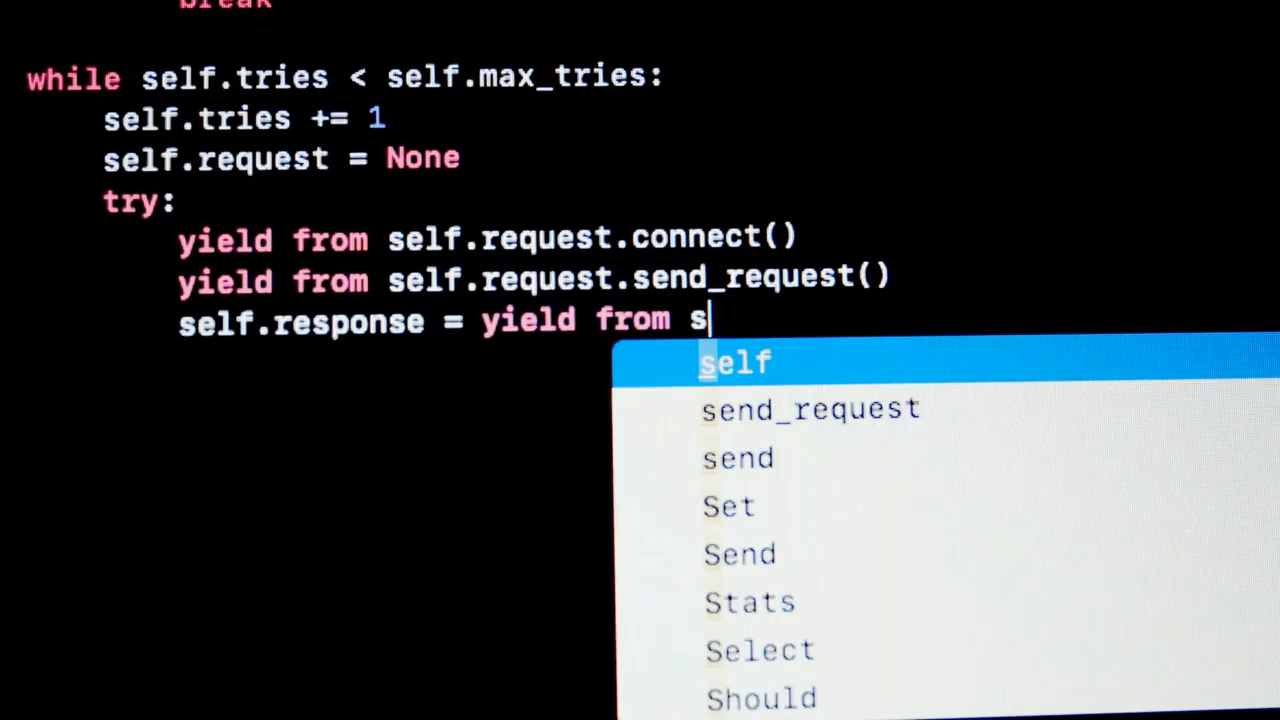 break
while self.tries < self.max_tries:
self.tries += 1
self.request = None
try:
yield from self.request.connect()
yield from self.request.send_request()
self.response = yield from s
self
send_request
send
Set
Send
Stats
Select
Should